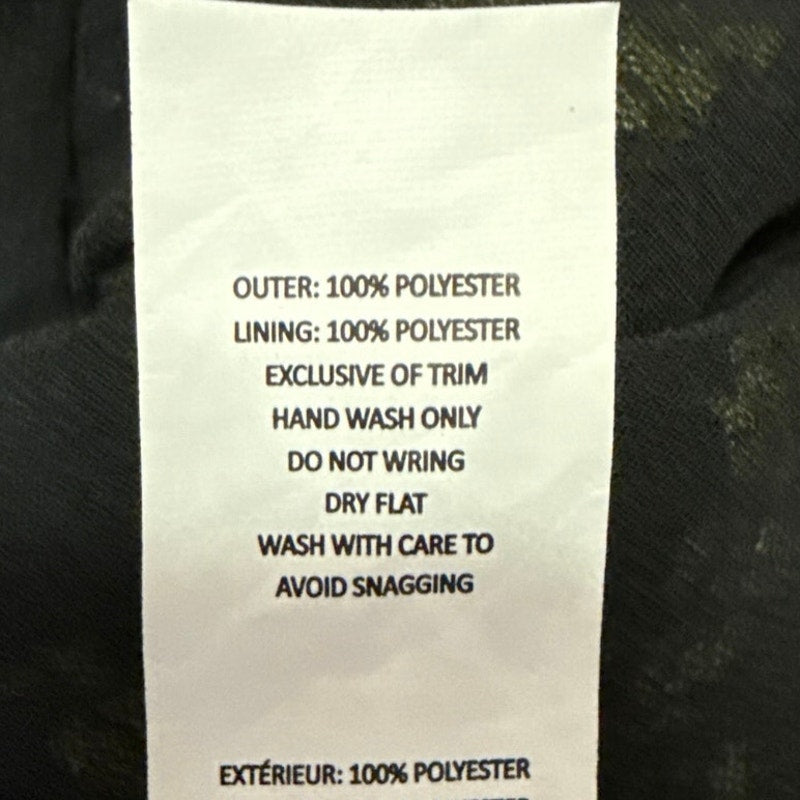 OUTER: 100% POLYESTER
LINING: 100% POLYESTER
EXCLUSIVE OF TRIM
HAND WASH ONLY
DO NOT WRING
DRY FLAT
WASH WITH CARE TO
AVOID SNAGGING
EXTÉRIEUR: 100% POLYESTER